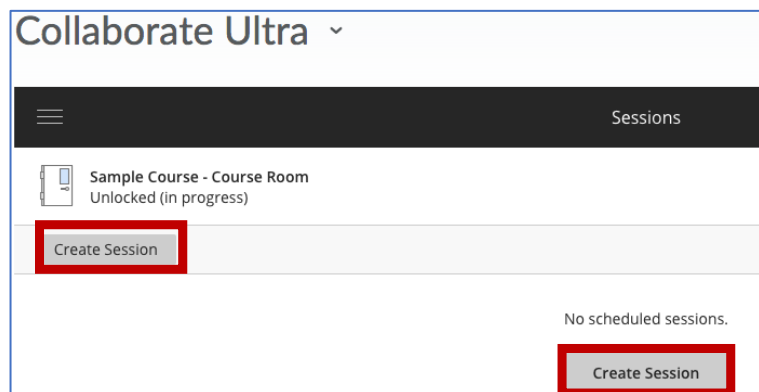 Collaborate Ultra
Sessions
Sample Course - Course Room
Unlocked (in progress)
Create Session
No scheduled sessions.
Create Session